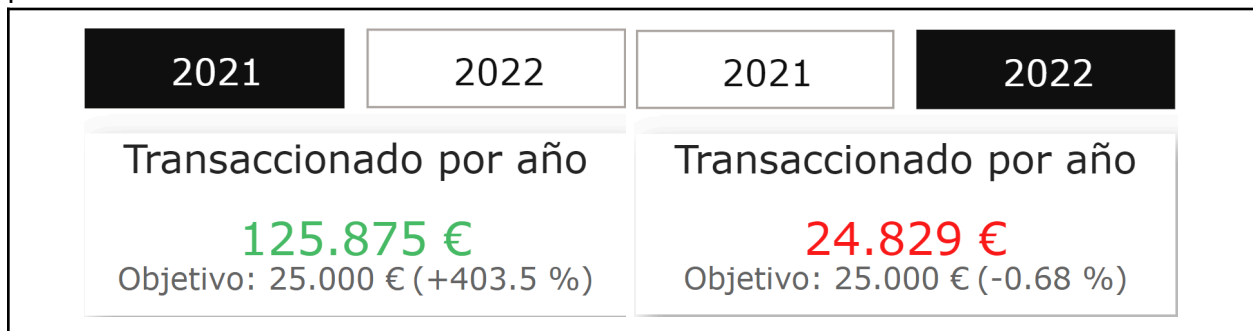 2021 2022 2021 2022
Transaccionado por año Transaccionado por año
125.875 € 24.829 €
Objetivo: 25.000 € (+403.5 %) Objetivo: 25.000 € (-0.68 %)